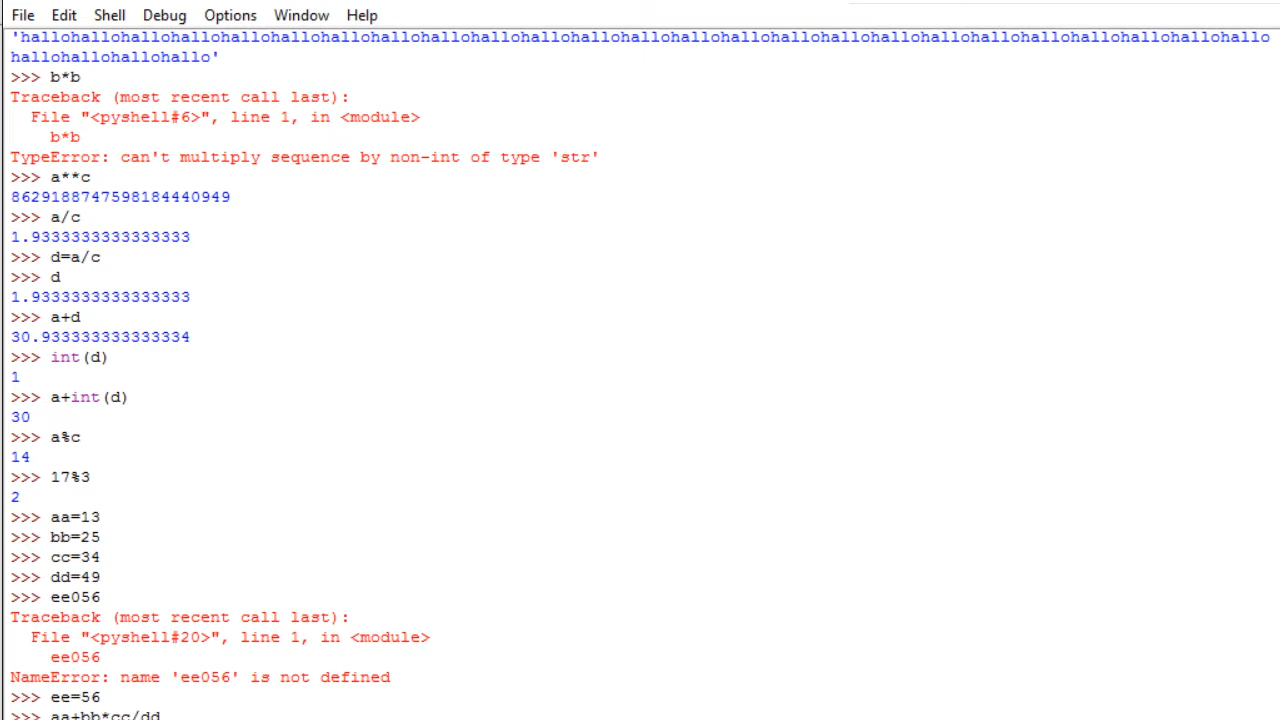 File Edit Shell Debug Options Window Help
'hallohallohallohallohallohallohallohallohallohallohallohallohallohallohallohallohallohallohallohallohallohallohallohallohallo
hallohallohallohallo'
>>> b*b
Traceback (most recent call last):
  File "<pyshell#6>", line 1, in <module>
    b*b
TypeError: can't multiply sequence by non-int of type 'str'
>>> a**c
8629188747598184440949
>>> a/c
1.9333333333333333
>>> d=a/c
>>> d
1.9333333333333333
>>> a+d
30.933333333333334
>>> int(d)
1
>>> a+int(d)
30
>>> a%c
14
>>> 17%3
2
>>> aa=13
>>> bb=25
>>> cc=34
>>> dd=49
>>> ee056
Traceback (most recent call last):
  File "<pyshell#20>", line 1, in <module>
    ee056
NameError: name 'ee056' is not defined
>>> ee=56
>>> aa+bb*cc/dd